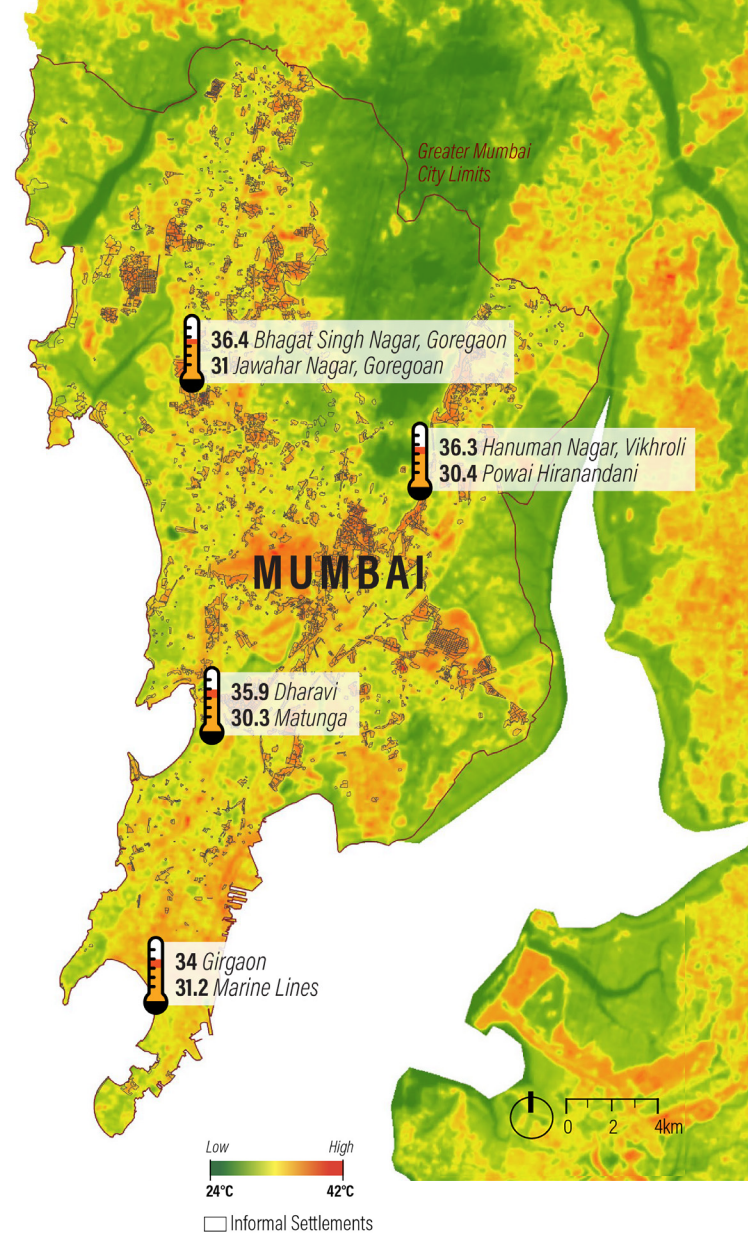 Greater Mumbai
City Limits
36.4 Bhagat Singh Nagar, Goregaon
31 Jawahar Nagar, Goregoan
36.3 Hanuman Nagar, Vikhroli
30.4 Powai Hiranandani
MUMBAI
35.9 Dharavi
30.3 Matunga
34 Girgaon
31.2 Marine Lines
0 2 4km
Low High
24°C 42°C
Informal Settlements